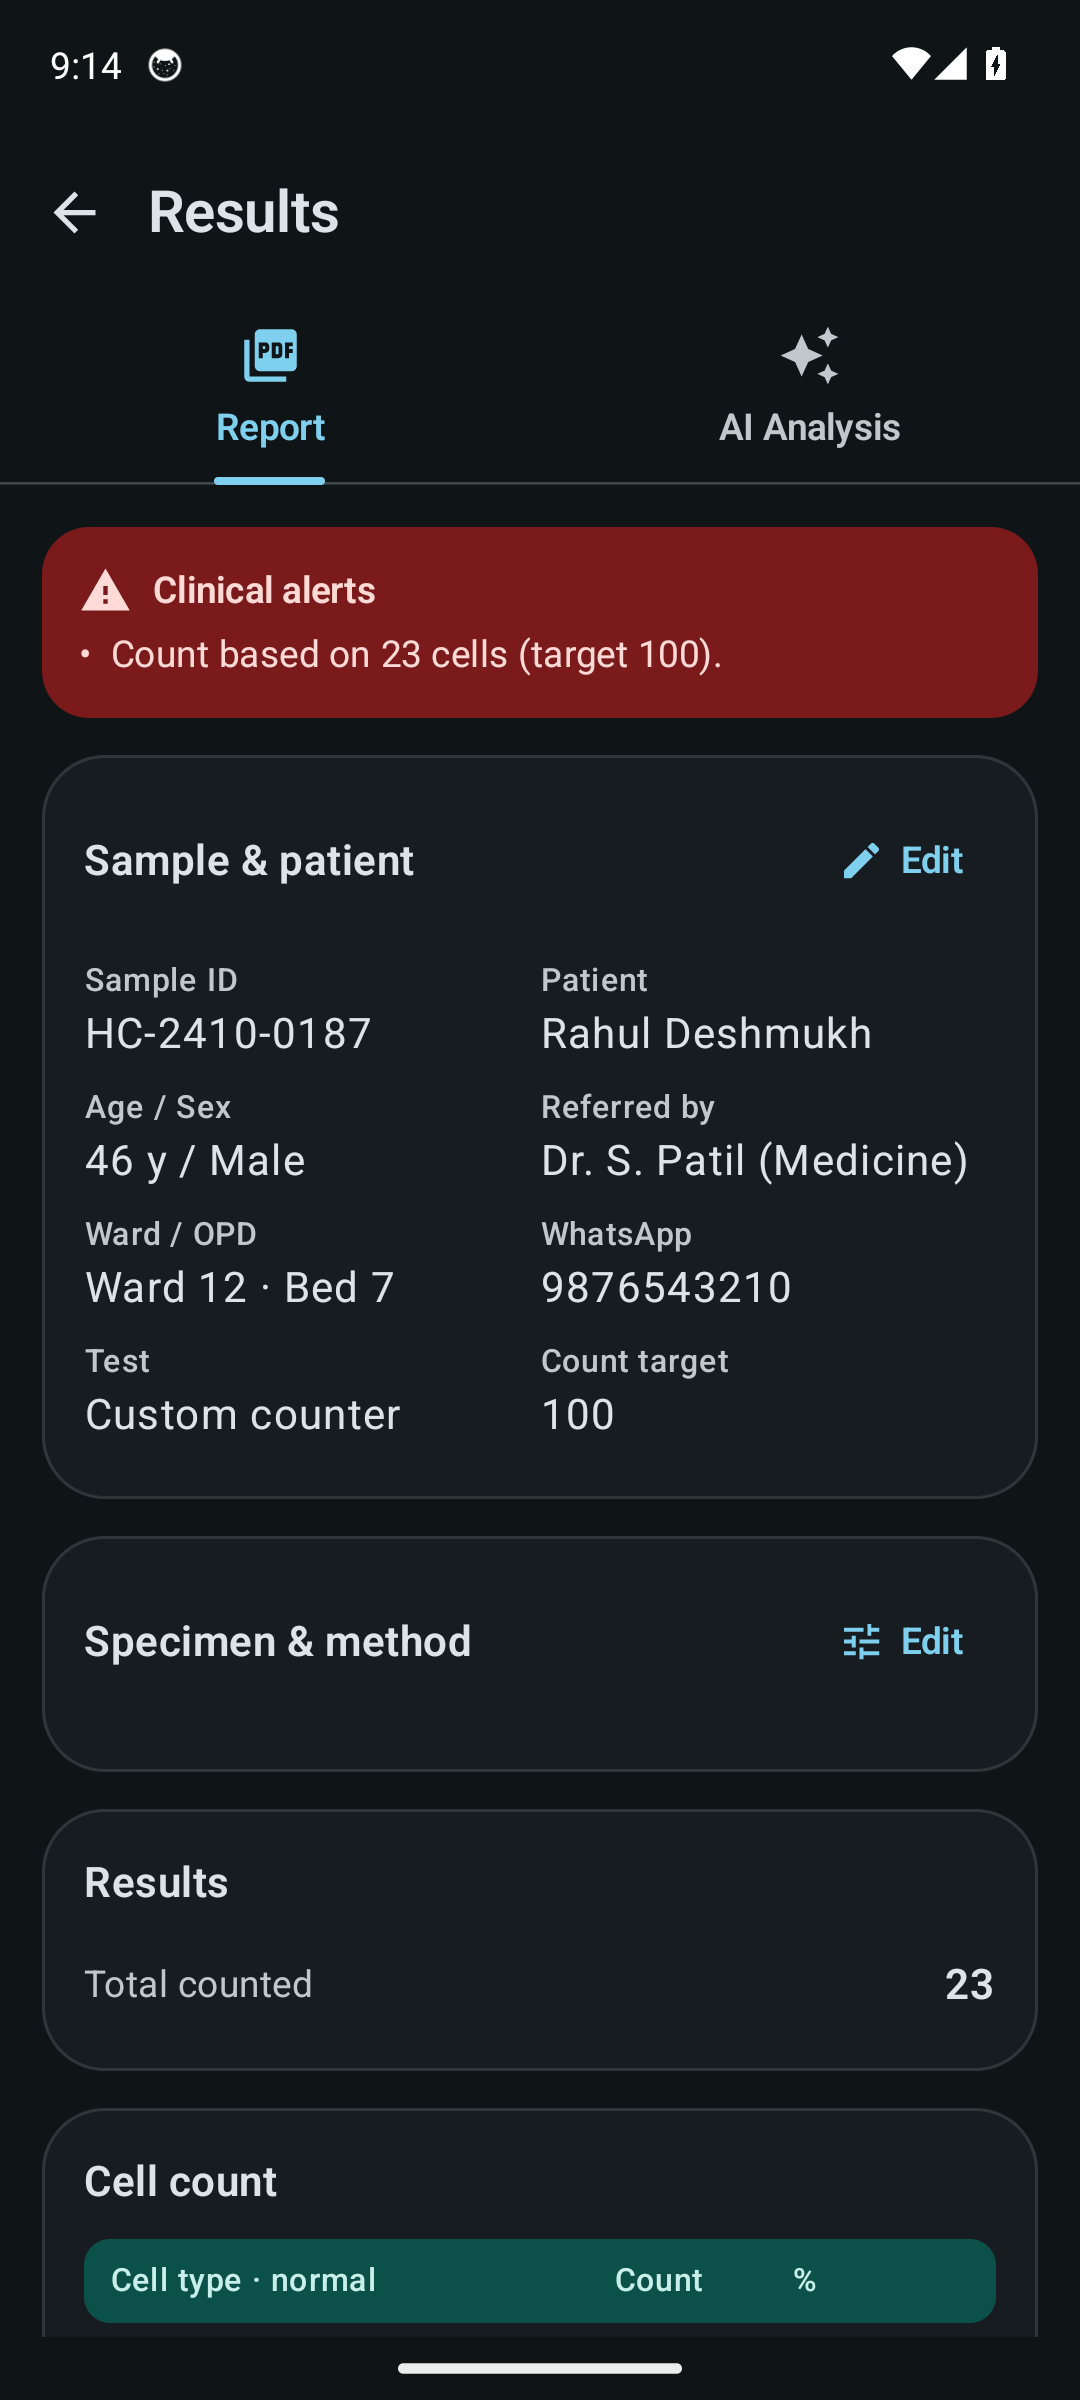 9:14
Results
PDF
Report
AI Analysis
Clinical alerts
• Count based on 23 cells (target 100).
Sample & patient
Edit
Sample ID
HC-2410-0187
Patient
Rahul Deshmukh
Age / Sex
46 y / Male
Referred by
Dr. S. Patil (Medicine)
Ward / OPD
Ward 12 · Bed 7
WhatsApp
9876543210
Test
Custom counter
Count target
100
Specimen & method
Edit
Results
Total counted 23
Cell count
Cell type · normal Count %